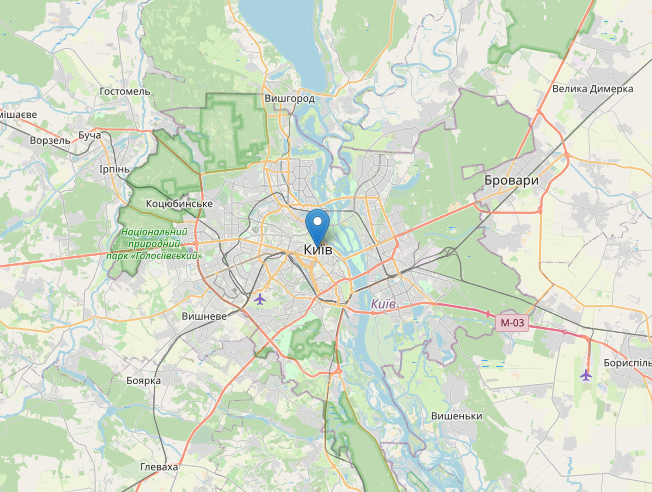 Гостомель
Вишгород
Велика Димерка
мішаєве
Ворзель
Буча
Ірпінь
Бровари
Коцюбинське
Національний
природний
парк «Голосіївський»
Київ
Київ
Вишневе
М-03
Бориспіль
Боярка
Вишеньки
Глеваха